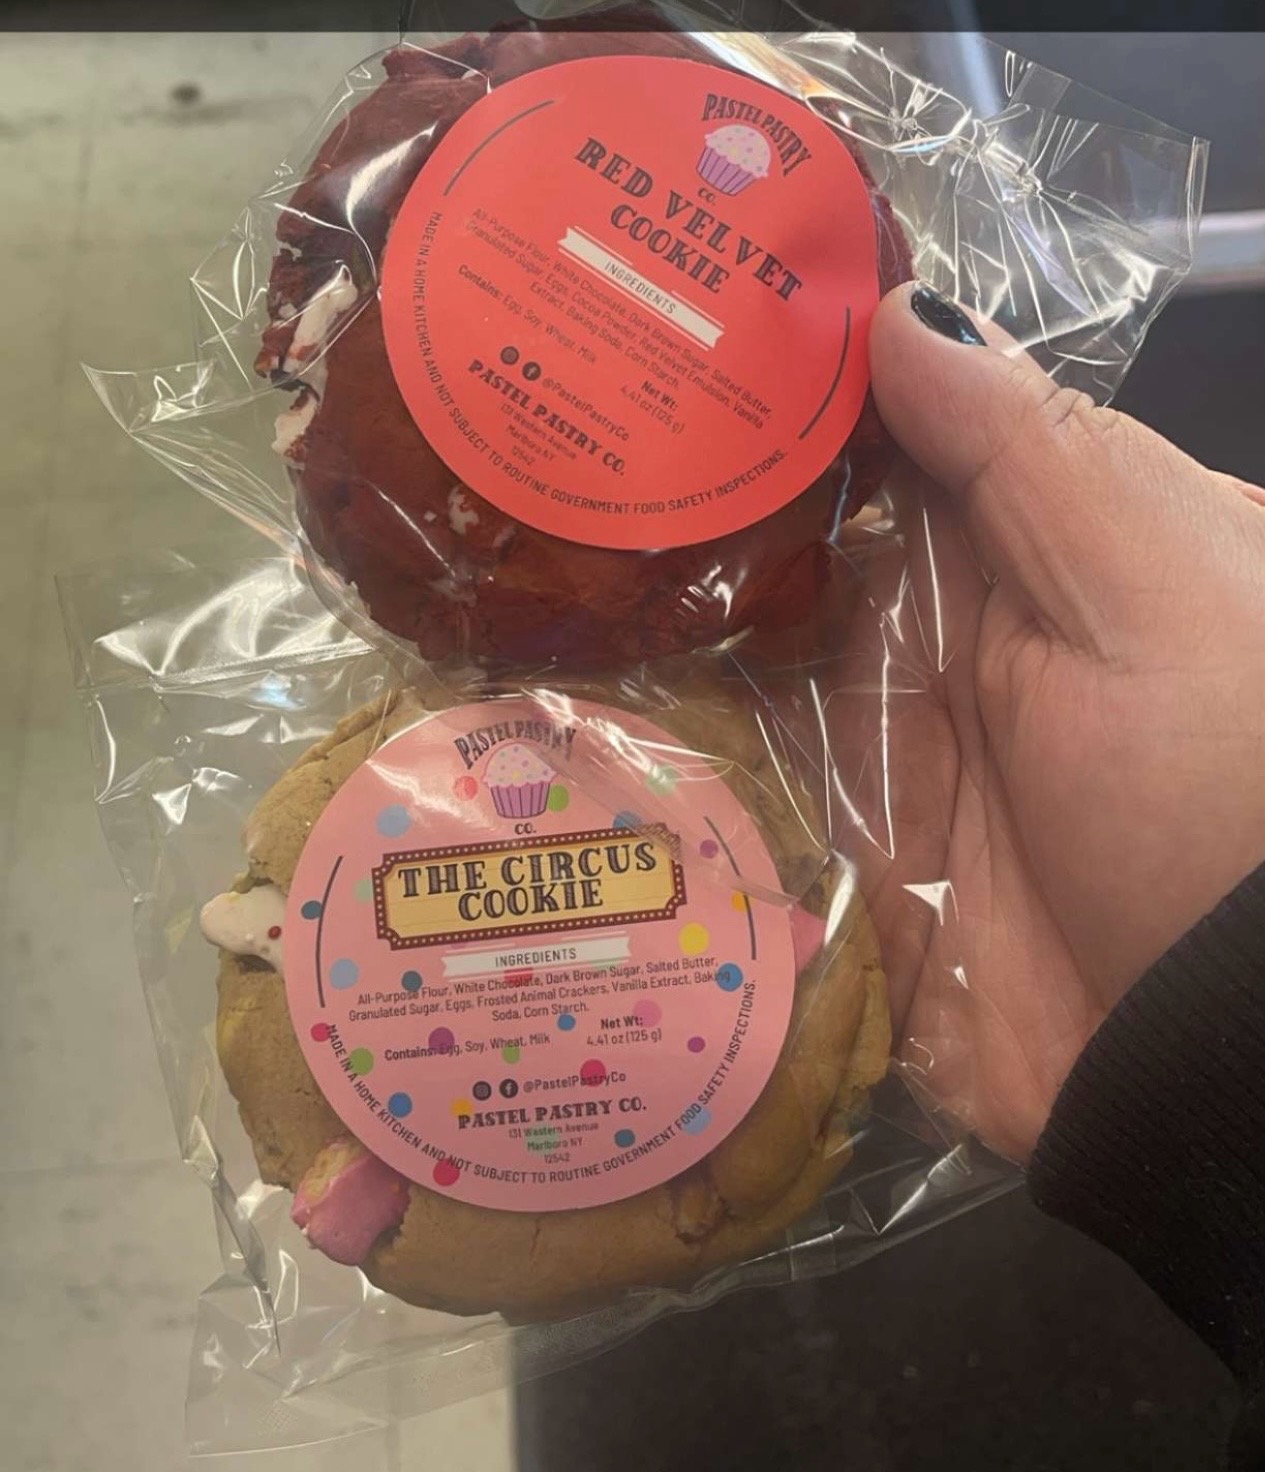 PASTEL PASTRY
CO.
RED VELVET
COOKIE
INGREDIENTS
All-Purpose Flour, White Chocolate, Dark Brown Sugar, Salted Butter,
Granulated Sugar, Eggs, Cocoa Powder, Red Velvet Emulsion, Vanilla
Extract, Baking Soda, Corn Starch.
Contains: Egg, Soy, Wheat, Milk
Net Wt:
4.41 oz (125 g)
@PastelPastryCo
PASTEL PASTRY CO.
131 Western Avenue
Marlboro NY
12542
MADE IN A HOME KITCHEN AND NOT SUBJECT TO ROUTINE GOVERNMENT FOOD SAFETY INSPECTIONS.
PASTEL PASTRY
CO.
THE CIRCUS
COOKIE
INGREDIENTS
All-Purpose Flour, White Chocolate, Dark Brown Sugar, Salted Butter,
Granulated Sugar, Eggs, Frosted Animal Crackers, Vanilla Extract, Baking
Soda, Corn Starch.
Contains: Egg, Soy, Wheat, Milk
Net Wt:
4.41 oz (125 g)
@PastelPastryCo
PASTEL PASTRY CO.
131 Western Avenue
Marlboro NY
12542
MADE IN A HOME KITCHEN AND NOT SUBJECT TO ROUTINE GOVERNMENT FOOD SAFETY INSPECTIONS.